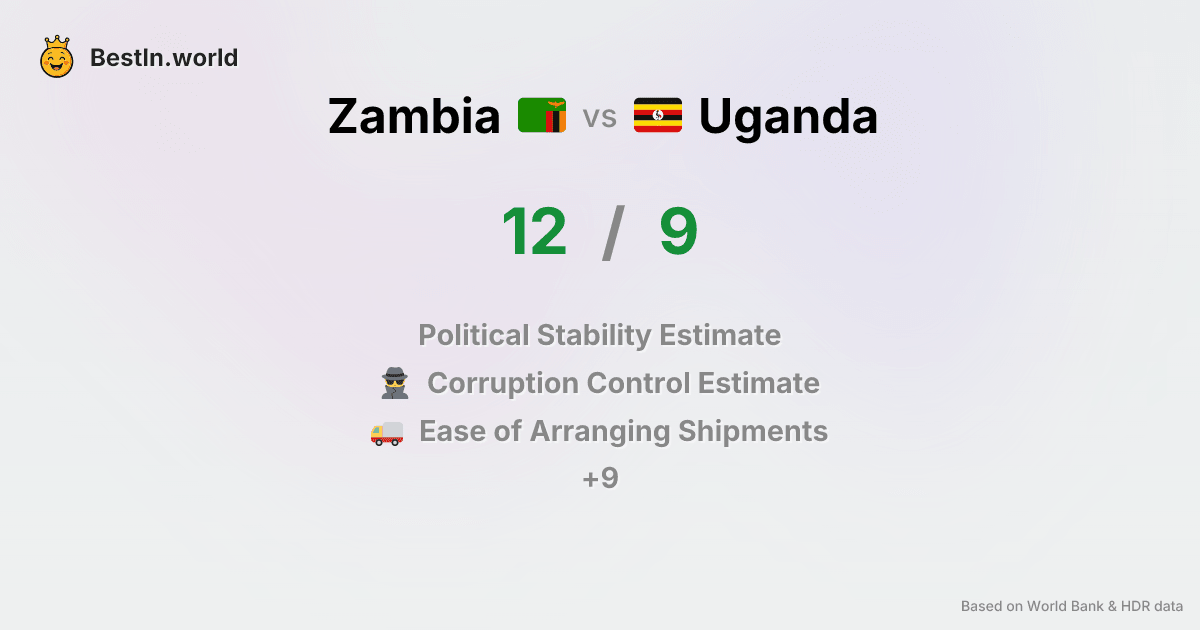 BestIn.world
Zambia vs Uganda
12 / 9
Political Stability Estimate
Corruption Control Estimate
Ease of Arranging Shipments
+9
Based on World Bank & HDR data